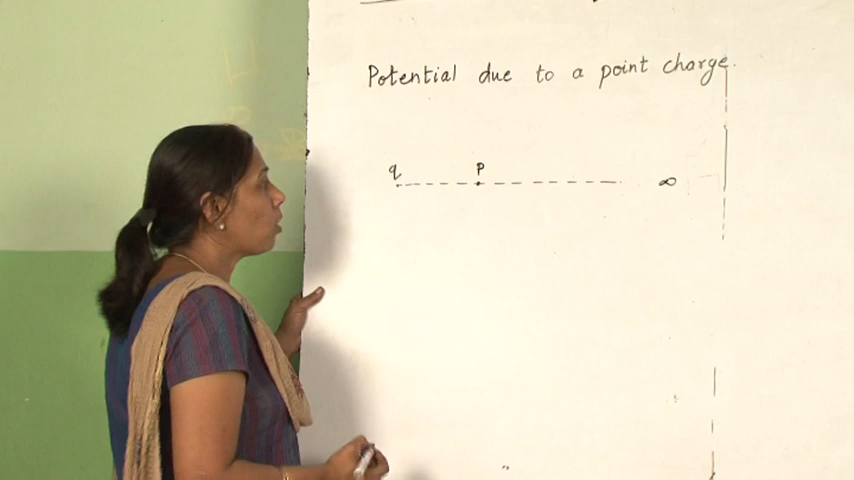 Potential due to a point charge.
q P ∞